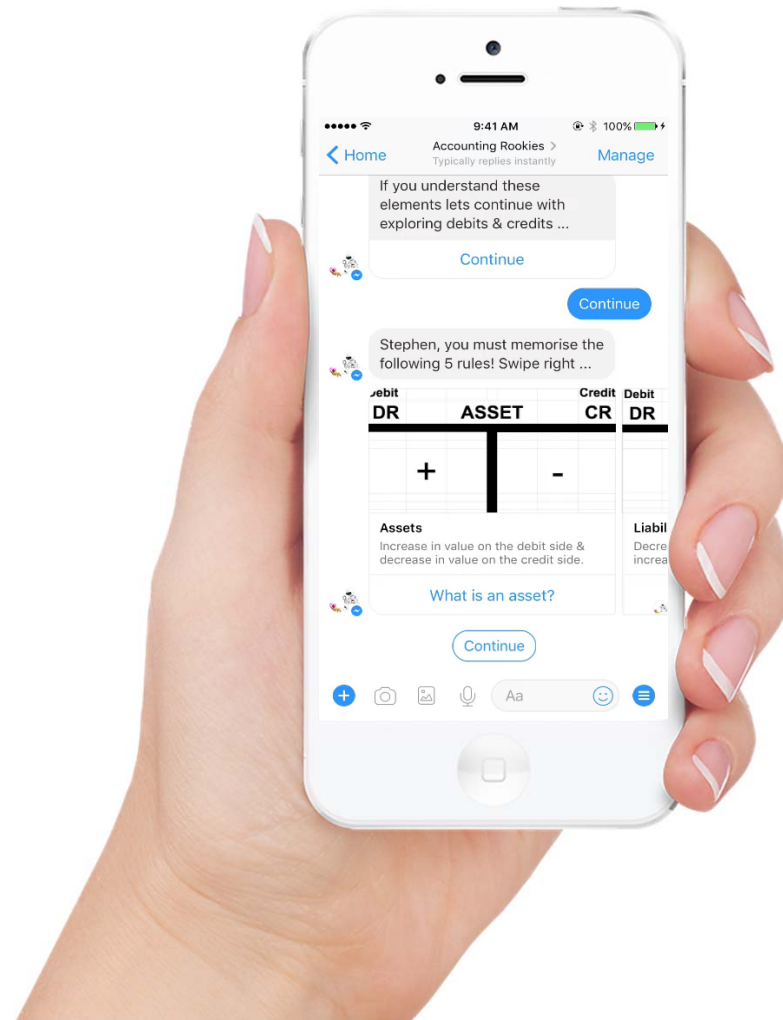 9:41 AM
100%
Home
Accounting Rookies >
Manage
Typically replies instantly
If you understand these
elements lets continue with
exploring debits & credits ...
Continue
Continue
Stephen, you must memorise the
following 5 rules! Swipe right ...
Debit Credit
DR ASSET CR
+ -
Debit
DR
Assets
Increase in value on the debit side &
decrease in value on the credit side.
What is an asset?
Continue
Aa